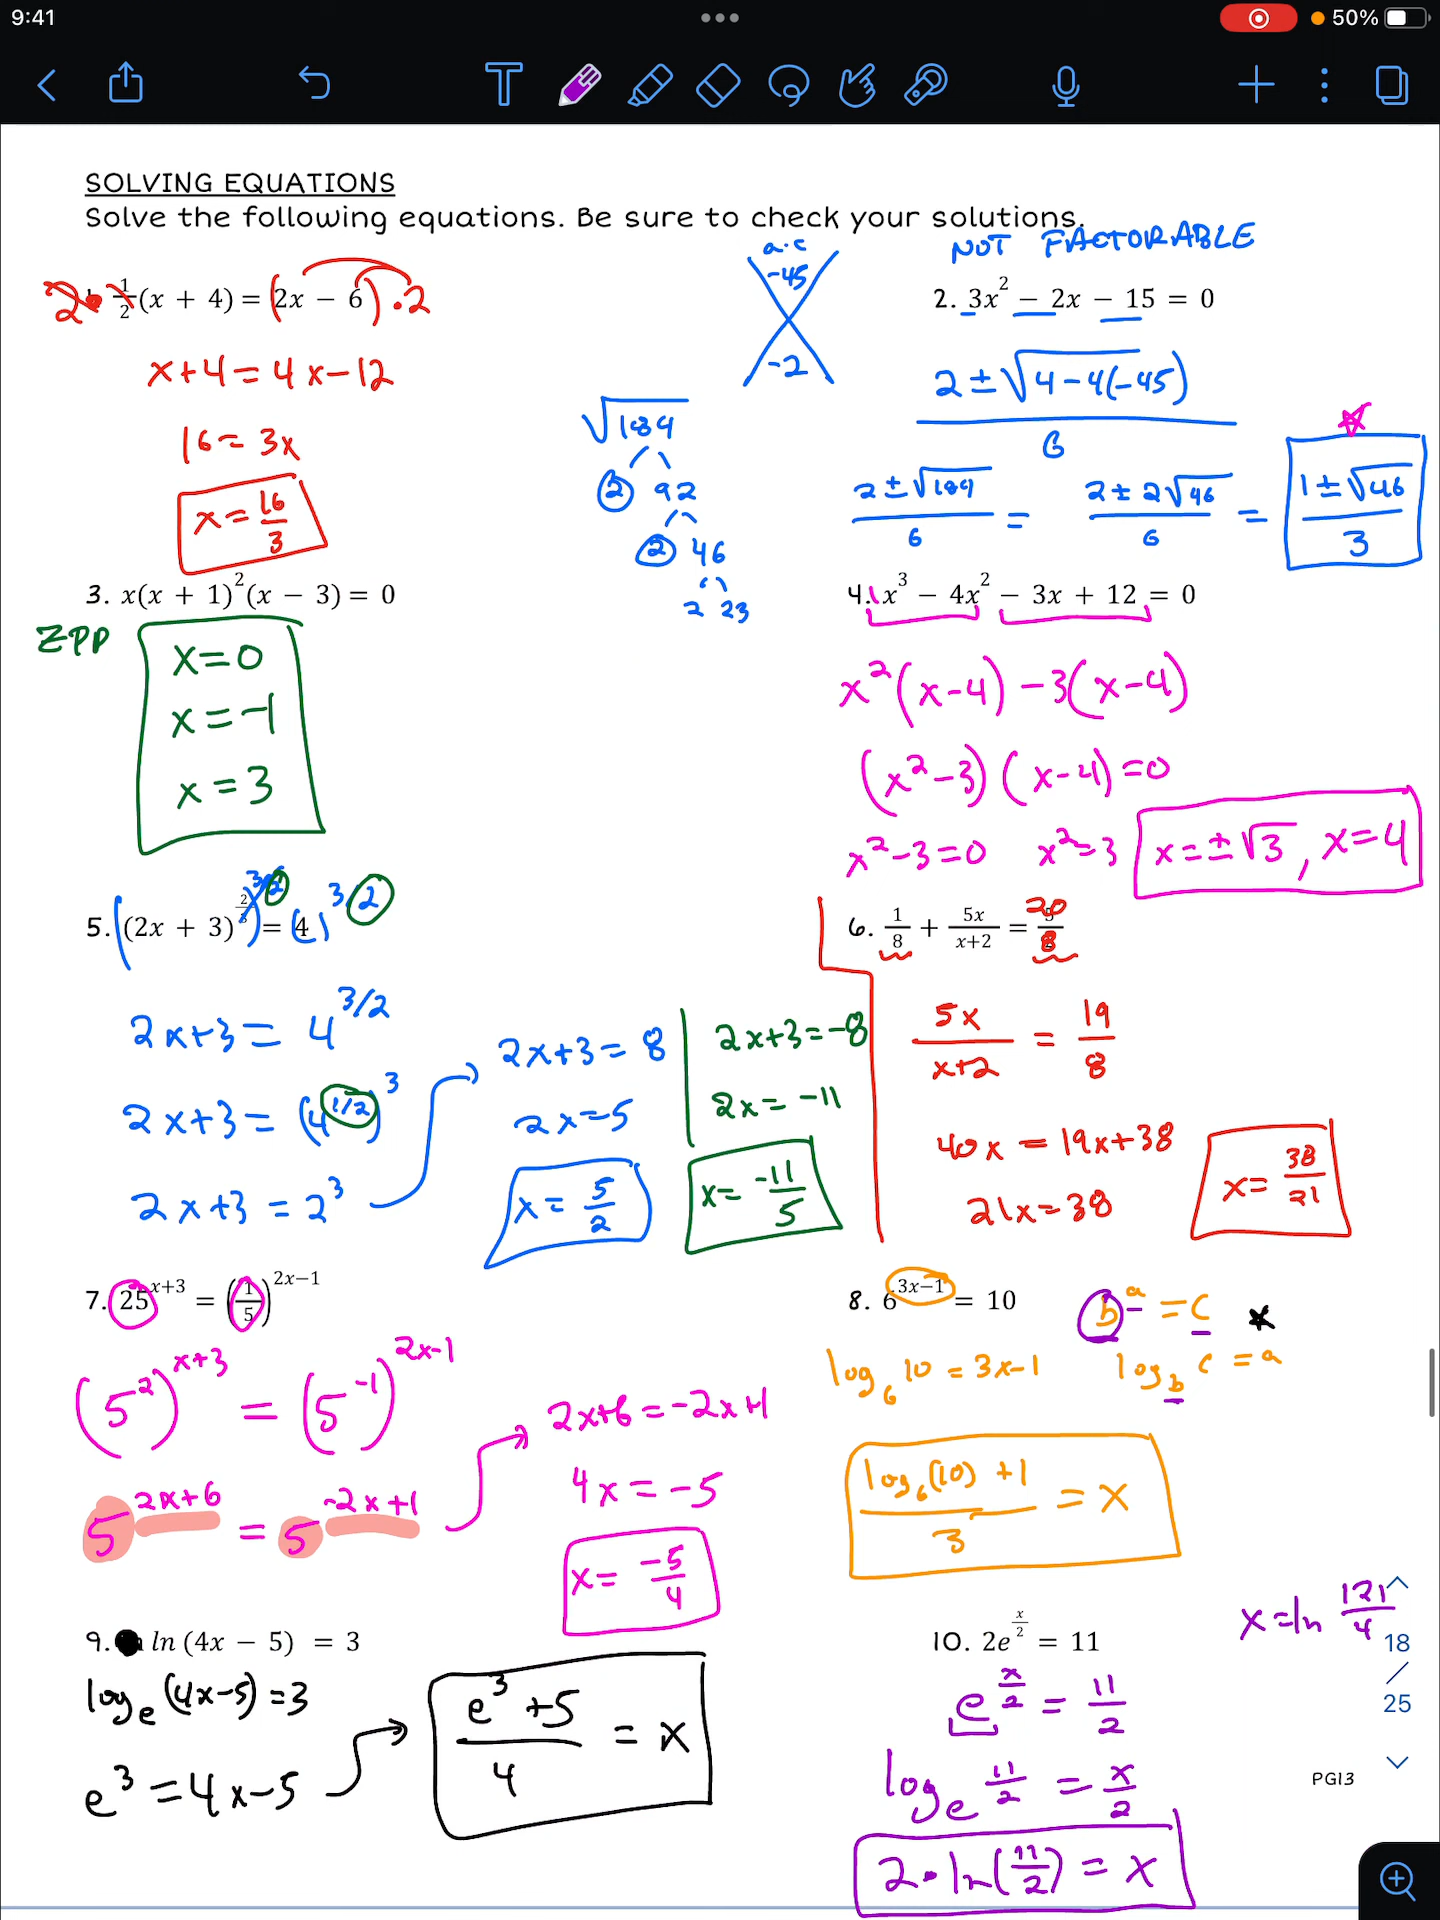 9:41
50%
SOLVING EQUATIONS
Solve the following equations. Be sure to check your solutions.
2• 1/2(x + 4) = (2x − 6)•2
x+4 = 4x−12
16 = 3x
x = 16/3
a·c
-45
-2
NOT FACTORABLE
2. 3x² − 2x − 15 = 0
2 ± √(4−4(−45)) / 6
√184
2 92
2 46
2 23
2±√184 / 6 = 2±2√46 / 6 = 1±√46 / 3
3. x(x + 1)²(x − 3) = 0
ZPP
x=0
x=-1
x=3
4. x³ − 4x² − 3x + 12 = 0
x²(x−4) −3(x−4)
(x²−3)(x−4)=0
x²−3=0 x²=3 x=±√3, x=4
5. ((2x + 3)^2/3)^3/2 = (4)^3/2
2x+3 = 4^3/2
2x+3 = (4^1/2)³
2x+3 = 2³
2x+3 = 8
2x=5
x = 5/2
2x+3=-8
2x = -11
x= -11/5
6. 1/8 + 5x/x+2 = 20/8
5x/x+2 = 19/8
40x = 19x+38
21x=38
x= 38/21
7. 25^x+3 = (1/5)^2x−1
(5²)^x+3 = (5^-1)^2x-1
5^2x+6 = 5^-2x+1
2x+6 = -2x+1
4x = -5
x = -5/4
8. 6^3x−1 = 10
b^a = c
log₆ 10 = 3x-1
log_b c = a
log₆(10) +1 / 3 = x
9. ln (4x − 5) = 3
log_e (4x-5) = 3
e³ = 4x-5
e³+5 / 4 = x
10. 2e^x/2 = 11
x=ln 121/4
e^x/2 = 11/2
log_e 11/2 = x/2
2•ln(11/2) = x
18
/
25
PG13